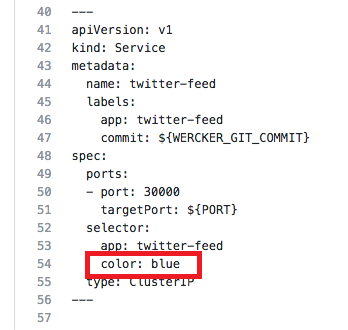 40 ---
41 apiVersion: v1
42 kind: Service
43 metadata:
44   name: twitter-feed
45   labels:
46     app: twitter-feed
47     commit: ${WERCKER_GIT_COMMIT}
48 spec:
49   ports:
50   - port: 30000
51     targetPort: ${PORT}
52   selector:
53     app: twitter-feed
54     color: blue
55   type: ClusterIP
56 ---
57